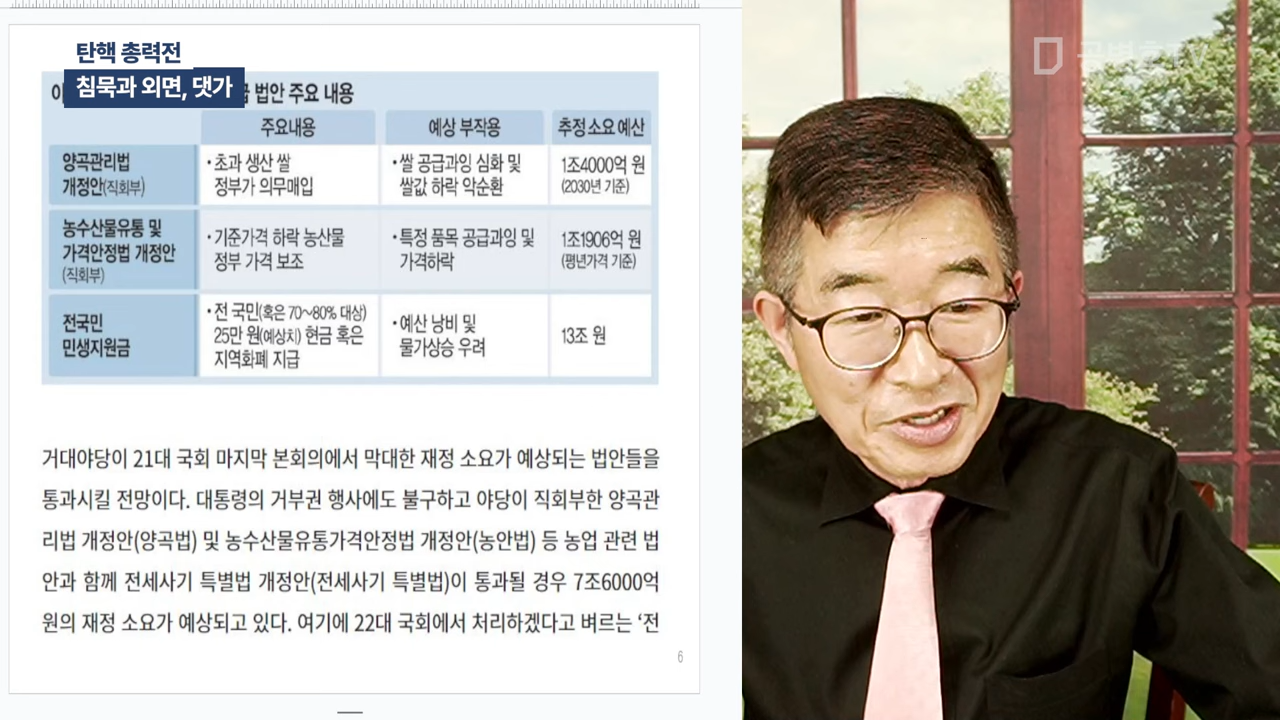 탄핵 총력전
침묵과 외면, 댓가
법안 주요 내용
주요내용
예상 부작용
추정 소요 예산
양곡관리법
개정안(직회부)
·초과 생산 쌀
정부가 의무매입
·쌀 공급과잉 심화 및
쌀값 하락 악순환
1조4000억 원
(2030년 기준)
농수산물유통 및
가격안정법 개정안
(직회부)
·기준가격 하락 농산물
정부 가격 보조
·특정 품목 공급과잉 및
가격하락
1조1906억 원
(평년가격 기준)
전국민
민생지원금
·전 국민(혹은 70~80% 대상)
25만 원(예상치) 현금 혹은
지역화폐 지급
·예산 낭비 및
물가상승 우려
13조 원
거대야당이 21대 국회 마지막 본회의에서 막대한 재정 소요가 예상되는 법안들을
통과시킬 전망이다. 대통령의 거부권 행사에도 불구하고 야당이 직회부한 양곡관
리법 개정안(양곡법) 및 농수산물유통가격안정법 개정안(농안법) 등 농업 관련 법
안과 함께 전세사기 특별법 개정안(전세사기 특별법)이 통과될 경우 7조6000억
원의 재정 소요가 예상되고 있다. 여기에 22대 국회에서 처리하겠다고 벼르는 ‘전
6
공병호TV